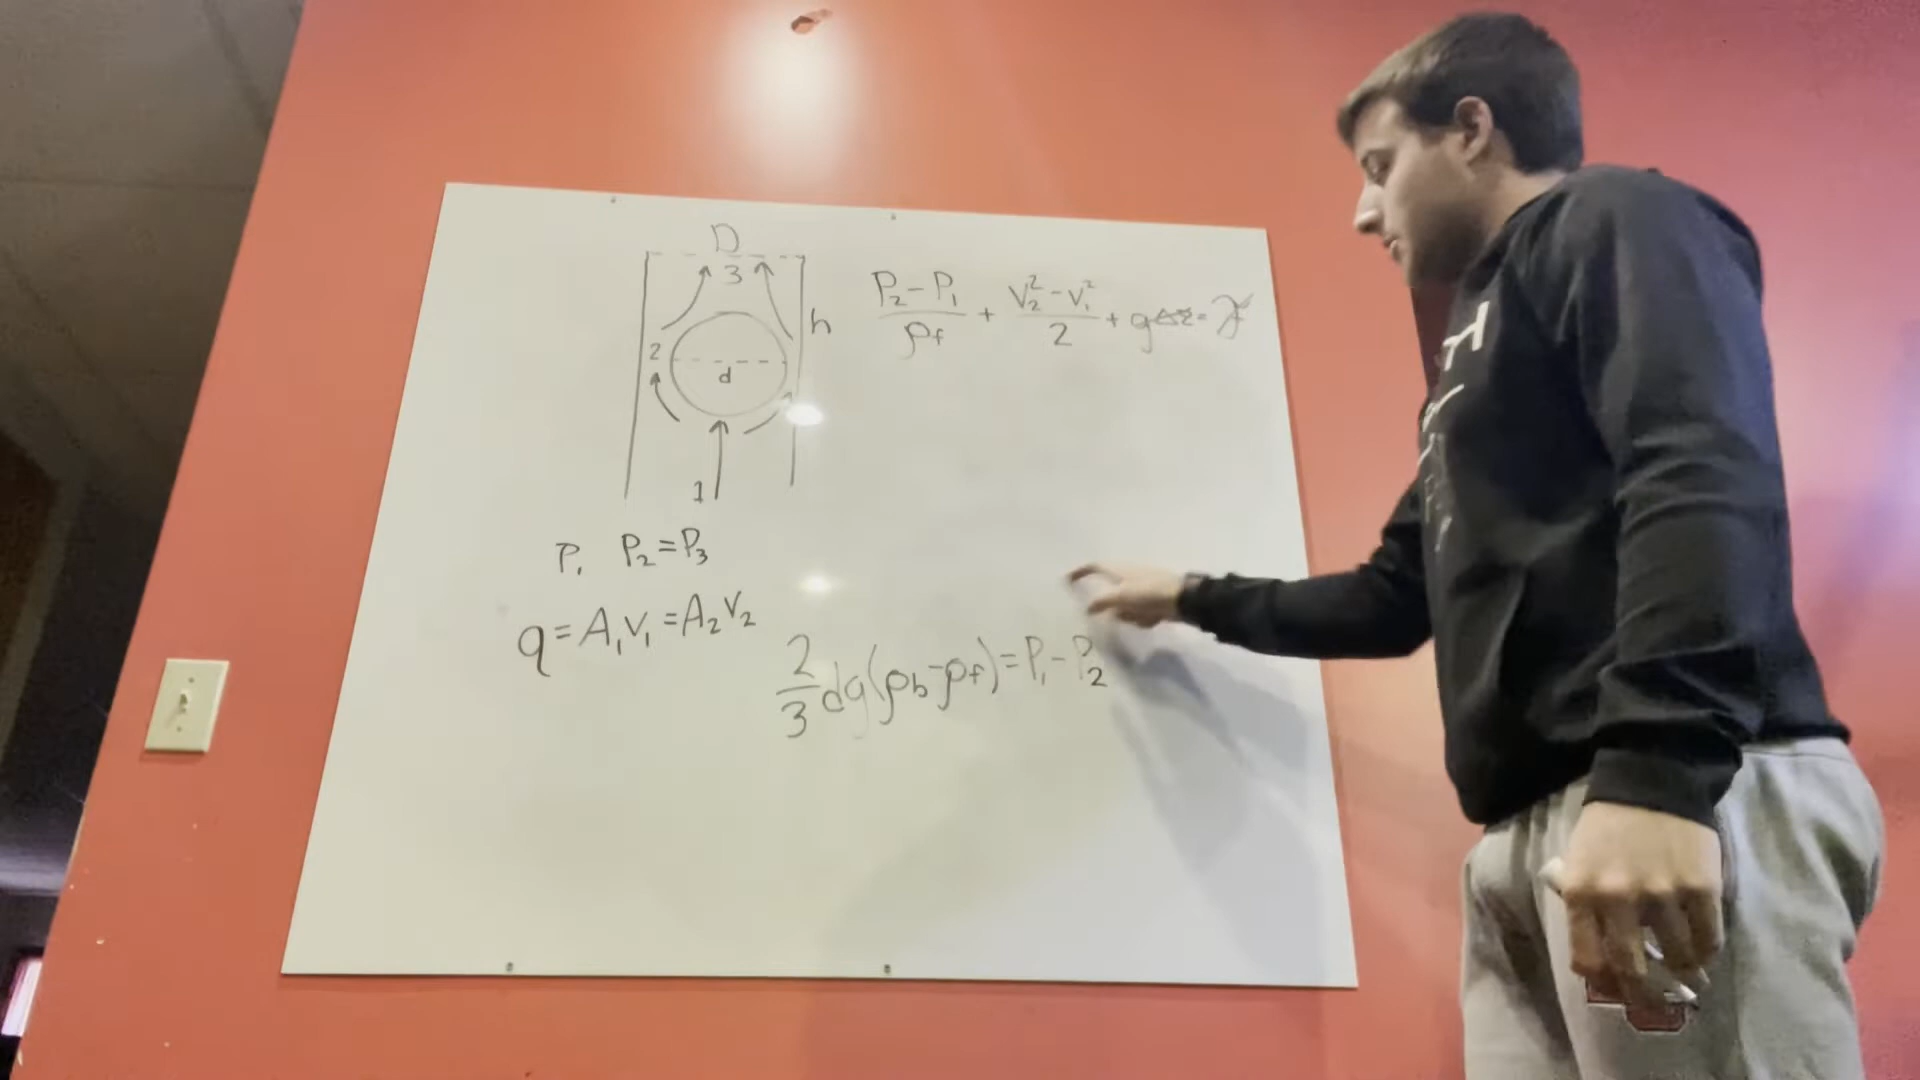 D
3
h
2
d
1
P₁ P₂ = P₃
q = A₁V₁ = A₂V₂
(P₂ - P₁)/ρf + (V₂² - V₁²)/2 + gΔz =
2/3 dg(ρb - ρf) = P₁ - P₂